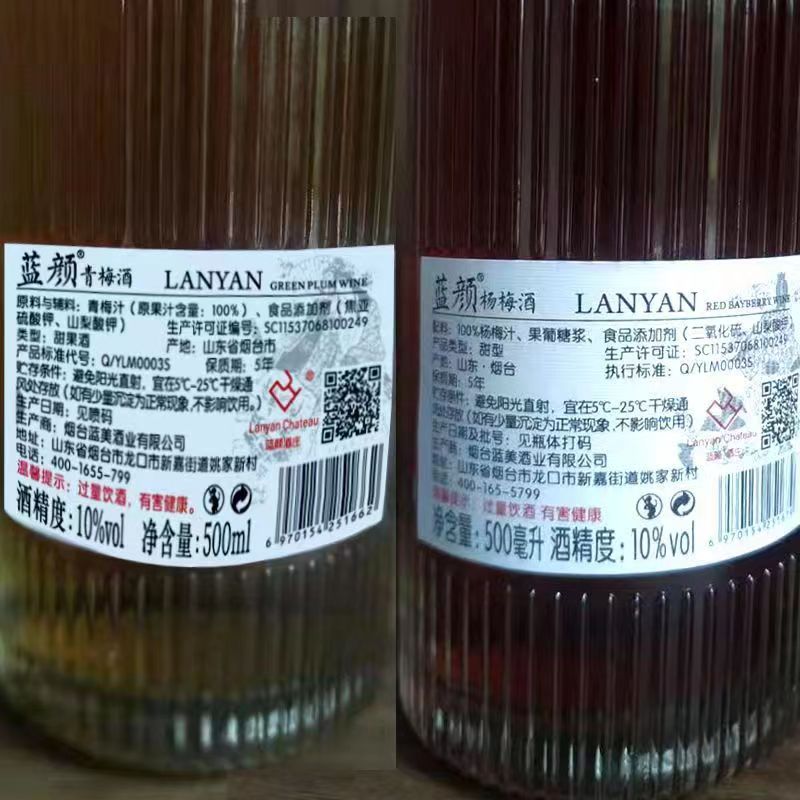 蓝颜®青梅酒 LANYAN GREEN PLUM WINE
原料与辅料：青梅汁（原果汁含量：100%）、食品添加剂（焦亚
硫酸钾、山梨酸钾） 生产许可证编号：SC11537068100249
类型：甜果酒 产地：山东省烟台市
产品标准代号：Q/YLM0003S 保质期：5年
贮存条件：避免阳光直射，宜在5℃-25℃干燥通
风处存放（如有少量沉淀为正常现象,不影响饮用。）
生产日期：见喷码
生产商：烟台蓝美酒业有限公司
地址：山东省烟台市龙口市新嘉街道姚家新村
电话：400-1655-799
温馨提示：过量饮酒，有害健康。
酒精度：10%vol 净含量：500ml
Lanyan Chateau
蓝颜酒庄
6 970154 251662
蓝颜®杨梅酒 LANYAN RED BAYBERRY WINE
配料：100%杨梅汁、果葡糖浆、食品添加剂（二氧化硫、山梨酸钾）
产品类型：甜型 生产许可证：SC11537068100249
产地：山东·烟台 执行标准：Q/YLM0003S
保质期：5年
贮存条件：避免阳光直射，宜在5℃-25℃干燥通
风处存放（如有少量沉淀为正常现象,不影响饮用）
生产日期及批号：见瓶体打码
生产商：烟台蓝美酒业有限公司
地址：山东省烟台市龙口市新嘉街道姚家新村
电话：400-165-5799
温馨提示：过量饮酒 有害健康
净含量：500毫升 酒精度：10%vol
Lanyan Chateau
蓝颜酒庄
6 970154 2516